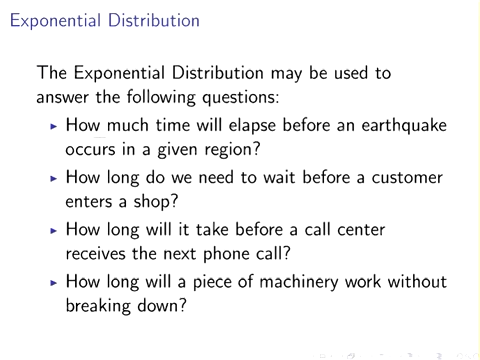 Exponential Distribution
The Exponential Distribution may be used to
answer the following questions:
▶ How much time will elapse before an earthquake
occurs in a given region?
▶ How long do we need to wait before a customer
enters a shop?
▶ How long will it take before a call center
receives the next phone call?
▶ How long will a piece of machinery work without
breaking down?